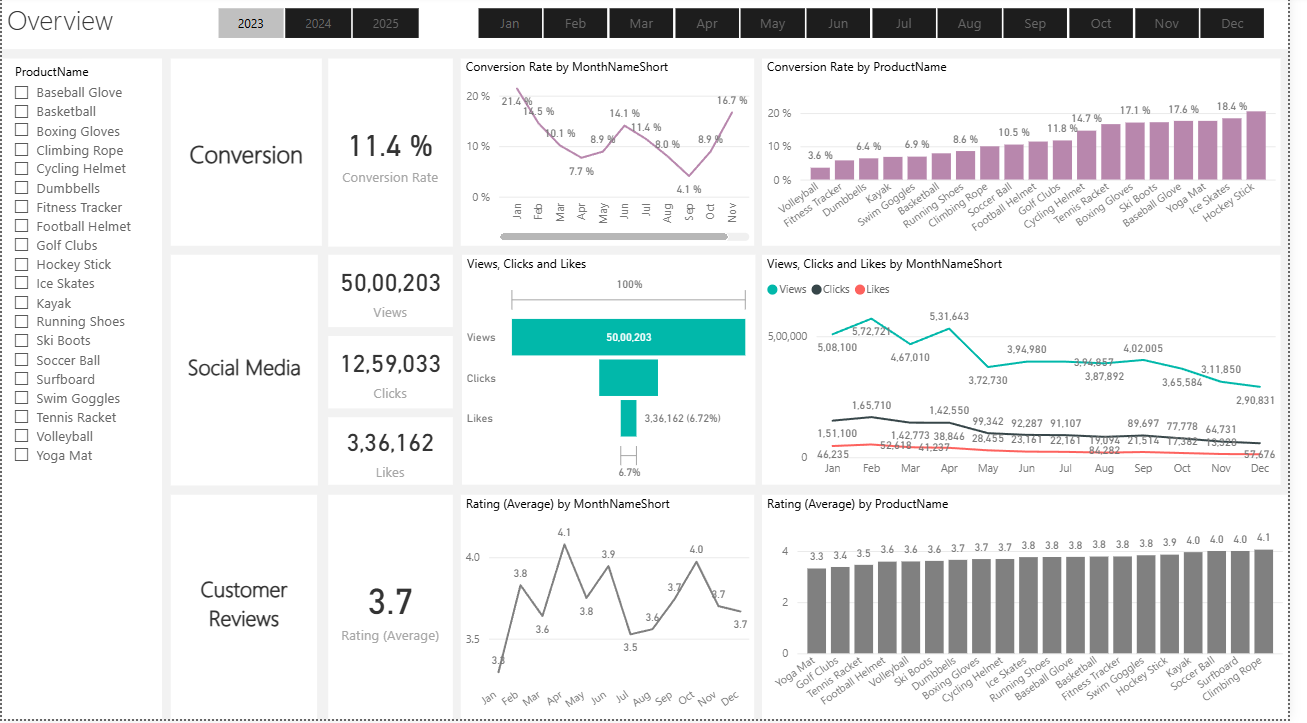 Overview
2023 2024 2025
Jan Feb Mar Apr May Jun Jul Aug Sep Oct Nov Dec
ProductName
Baseball Glove
Basketball
Boxing Gloves
Climbing Rope
Cycling Helmet
Dumbbells
Fitness Tracker
Football Helmet
Golf Clubs
Hockey Stick
Ice Skates
Kayak
Running Shoes
Ski Boots
Soccer Ball
Surfboard
Swim Goggles
Tennis Racket
Volleyball
Yoga Mat
Conversion
11.4 %
Conversion Rate
Conversion Rate by MonthNameShort
20 %
10 %
0 %
21.4 % 14.5 % 10.1 % 7.7 % 8.9 % 14.1 % 11.4 % 8.0 % 4.1 % 8.9 % 16.7 %
Jan Feb Mar Apr May Jun Jul Aug Sep Oct Nov
Conversion Rate by ProductName
20 %
10 %
0 %
3.6 % 6.4 % 6.9 % 8.6 % 10.5 % 11.8 % 14.7 % 17.1 % 17.6 % 18.4 %
Volleyball Fitness Tracker Dumbbells Kayak Swim Goggles Basketball Running Shoes Climbing Rope Soccer Ball Football Helmet Golf Clubs Cycling Helmet Tennis Racket Boxing Gloves Ski Boots Baseball Glove Yoga Mat Ice Skates Hockey Stick
Social Media
50,00,203
Views
12,59,033
Clicks
3,36,162
Likes
Views, Clicks and Likes
100%
Views 50,00,203
Clicks
Likes 3,36,162 (6.72%)
6.7%
Views, Clicks and Likes by MonthNameShort
Views Clicks Likes
5,00,000
0
5,08,100 5,72,721 4,67,010 5,31,643 3,72,730 3,94,980 3,94,857 3,87,892 4,02,005 3,65,584 3,11,850 2,90,831
1,51,100 1,65,710 1,42,773 1,42,550 99,342 92,287 91,107 84,282 89,697 77,778 64,731 57,676
46,235 52,618 41,237 38,846 28,455 23,161 22,161 19,094 21,514 17,362 13,520
Jan Feb Mar Apr May Jun Jul Aug Sep Oct Nov Dec
Customer
Reviews
3.7
Rating (Average)
Rating (Average) by MonthNameShort
4.0
3.5
3.3 3.8 3.6 4.1 3.8 3.9 3.5 3.6 3.7 4.0 3.7 3.7
Jan Feb Mar Apr May Jun Jul Aug Sep Oct Nov Dec
Rating (Average) by ProductName
4
2
0
3.3 3.4 3.5 3.6 3.6 3.6 3.7 3.7 3.7 3.8 3.8 3.8 3.8 3.8 3.8 3.9 4.0 4.0 4.0 4.1
Yoga Mat Golf Clubs Tennis Racket Football Helmet Volleyball Ski Boots Dumbbells Boxing Gloves Cycling Helmet Ice Skates Running Shoes Baseball Glove Basketball Fitness Tracker Swim Goggles Hockey Stick Kayak Soccer Ball Surfboard Climbing Rope